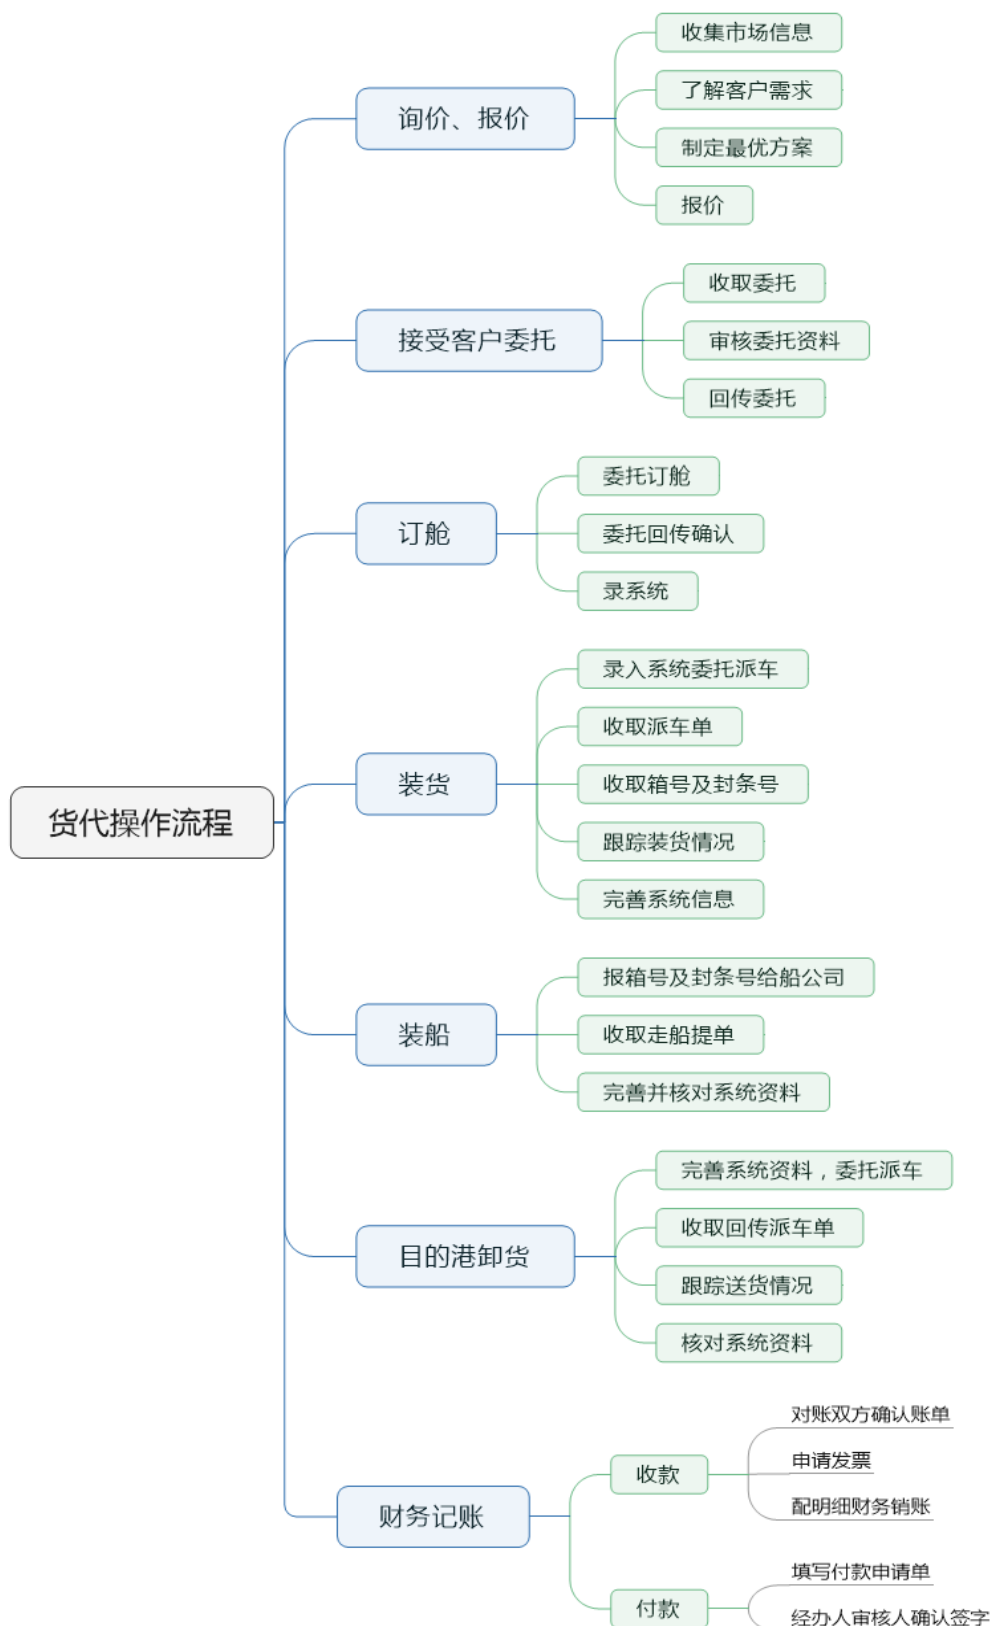 货代操作流程
询价、报价
收集市场信息
了解客户需求
制定最优方案
报价
接受客户委托
收取委托
审核委托资料
回传委托
订舱
委托订舱
委托回传确认
录系统
装货
录入系统委托派车
收取派车单
收取箱号及封条号
跟踪装货情况
完善系统信息
装船
报箱号及封条号给船公司
收取走船提单
完善并核对系统资料
目的港卸货
完善系统资料，委托派车
收取回传派车单
跟踪送货情况
核对系统资料
财务记账
收款
对账双方确认账单
申请发票
配明细财务销账
付款
填写付款申请单
经办人审核人确认签字